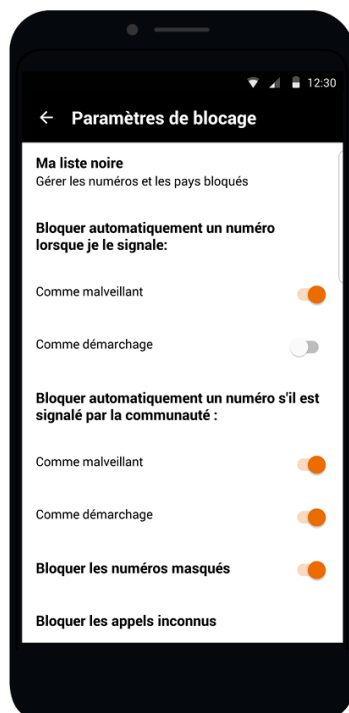 12:30
Paramètres de blocage
Ma liste noire
Gérer les numéros et les pays bloqués
Bloquer automatiquement un numéro
lorsque je le signale:
Comme malveillant
Comme démarchage
Bloquer automatiquement un numéro s'il est
signalé par la communauté :
Comme malveillant
Comme démarchage
Bloquer les numéros masqués
Bloquer les appels inconnus